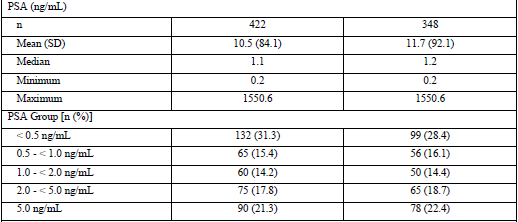 PSA (ng/mL)
n 422 348
Mean (SD) 10.5 (84.1) 11.7 (92.1)
Median 1.1 1.2
Minimum 0.2 0.2
Maximum 1550.6 1550.6
PSA Group [n (%)]
< 0.5 ng/mL 132 (31.3) 99 (28.4)
0.5 - < 1.0 ng/mL 65 (15.4) 56 (16.1)
1.0 - < 2.0 ng/mL 60 (14.2) 50 (14.4)
2.0 - < 5.0 ng/mL 75 (17.8) 65 (18.7)
5.0 ng/mL 90 (21.3) 78 (22.4)